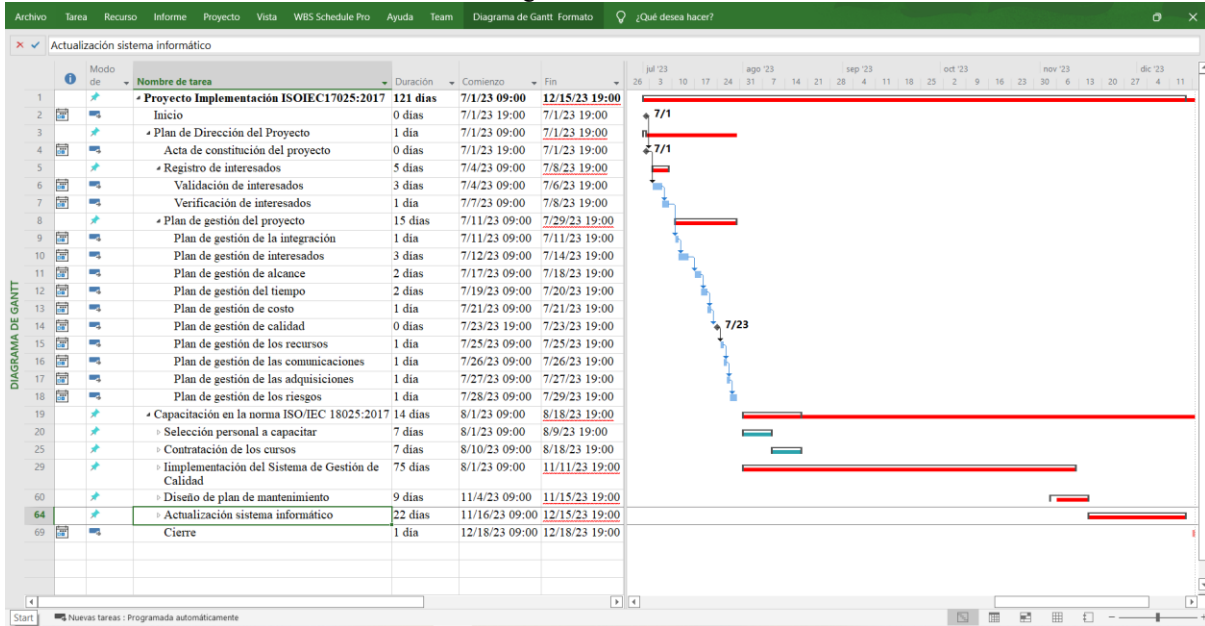 Archivo Tarea Recurso Informe Proyecto Vista WBS Schedule Pro Ayuda Team Diagrama de Gantt Formato ¿Qué desea hacer?
Actualización sistema informático
Modo de Nombre de tarea Duración Comienzo Fin
jul '23 ago '23 sep '23 oct '23 nov '23 dic '23
26 3 10 17 24 31 7 14 21 28 4 11 18 25 2 9 16 23 30 6 13 20 27 4 11
1 Proyecto Implementación ISOIEC17025:2017 121 días 7/1/23 09:00 12/15/23 19:00
2 Inicio 0 días 7/1/23 19:00 7/1/23 19:00 7/1
3 Plan de Dirección del Proyecto 1 día 7/1/23 09:00 7/1/23 19:00
4 Acta de constitución del proyecto 0 días 7/1/23 19:00 7/1/23 19:00 7/1
5 Registro de interesados 5 días 7/4/23 09:00 7/8/23 19:00
6 Validación de interesados 3 días 7/4/23 09:00 7/6/23 19:00
7 Verificación de interesados 1 día 7/7/23 09:00 7/8/23 19:00
8 Plan de gestión del proyecto 15 días 7/11/23 09:00 7/29/23 19:00
9 Plan de gestión de la integración 1 día 7/11/23 09:00 7/11/23 19:00
10 Plan de gestión de interesados 3 días 7/12/23 09:00 7/14/23 19:00
11 Plan de gestión de alcance 2 días 7/17/23 09:00 7/18/23 19:00
12 Plan de gestión del tiempo 2 días 7/19/23 09:00 7/20/23 19:00
13 Plan de gestión de costo 1 día 7/21/23 09:00 7/21/23 19:00
14 Plan de gestión de calidad 0 días 7/23/23 19:00 7/23/23 19:00 7/23
15 Plan de gestión de los recursos 1 día 7/25/23 09:00 7/25/23 19:00
16 Plan de gestión de las comunicaciones 1 día 7/26/23 09:00 7/26/23 19:00
17 Plan de gestión de las adquisiciones 1 día 7/27/23 09:00 7/27/23 19:00
18 Plan de gestión de los riesgos 1 día 7/28/23 09:00 7/29/23 19:00
19 Capacitación en la norma ISO/IEC 18025:2017 14 días 8/1/23 09:00 8/18/23 19:00
20 Selección personal a capacitar 7 días 8/1/23 09:00 8/9/23 19:00
25 Contratación de los cursos 7 días 8/10/23 09:00 8/18/23 19:00
29 Iimplementación del Sistema de Gestión de 75 días 8/1/23 09:00 11/11/23 19:00
Calidad
60 Diseño de plan de mantenimiento 9 días 11/4/23 09:00 11/15/23 19:00
64 Actualización sistema informático 22 días 11/16/23 09:00 12/15/23 19:00
69 Cierre 1 día 12/18/23 09:00 12/18/23 19:00
DIAGRAMA DE GANTT
Start Nuevas tareas : Programada automáticamente